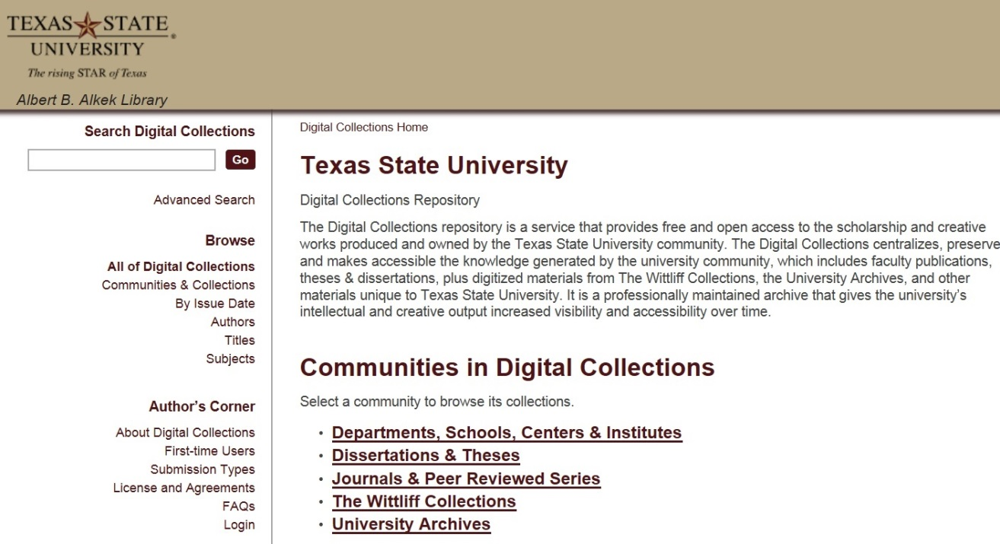 TEXAS STATE
UNIVERSITY®
The rising STAR of Texas
Albert B. Alkek Library
Search Digital Collections
Go
Advanced Search
Browse
All of Digital Collections
Communities & Collections
By Issue Date
Authors
Titles
Subjects
Author's Corner
About Digital Collections
First-time Users
Submission Types
License and Agreements
FAQs
Login
Digital Collections Home
Texas State University
Digital Collections Repository
The Digital Collections repository is a service that provides free and open access to the scholarship and creative
works produced and owned by the Texas State University community. The Digital Collections centralizes, preserve
and makes accessible the knowledge generated by the university community, which includes faculty publications,
theses & dissertations, plus digitized materials from The Wittliff Collections, the University Archives, and other
materials unique to Texas State University. It is a professionally maintained archive that gives the university's
intellectual and creative output increased visibility and accessibility over time.
Communities in Digital Collections
Select a community to browse its collections.
• Departments, Schools, Centers & Institutes
• Dissertations & Theses
• Journals & Peer Reviewed Series
• The Wittliff Collections
• University Archives